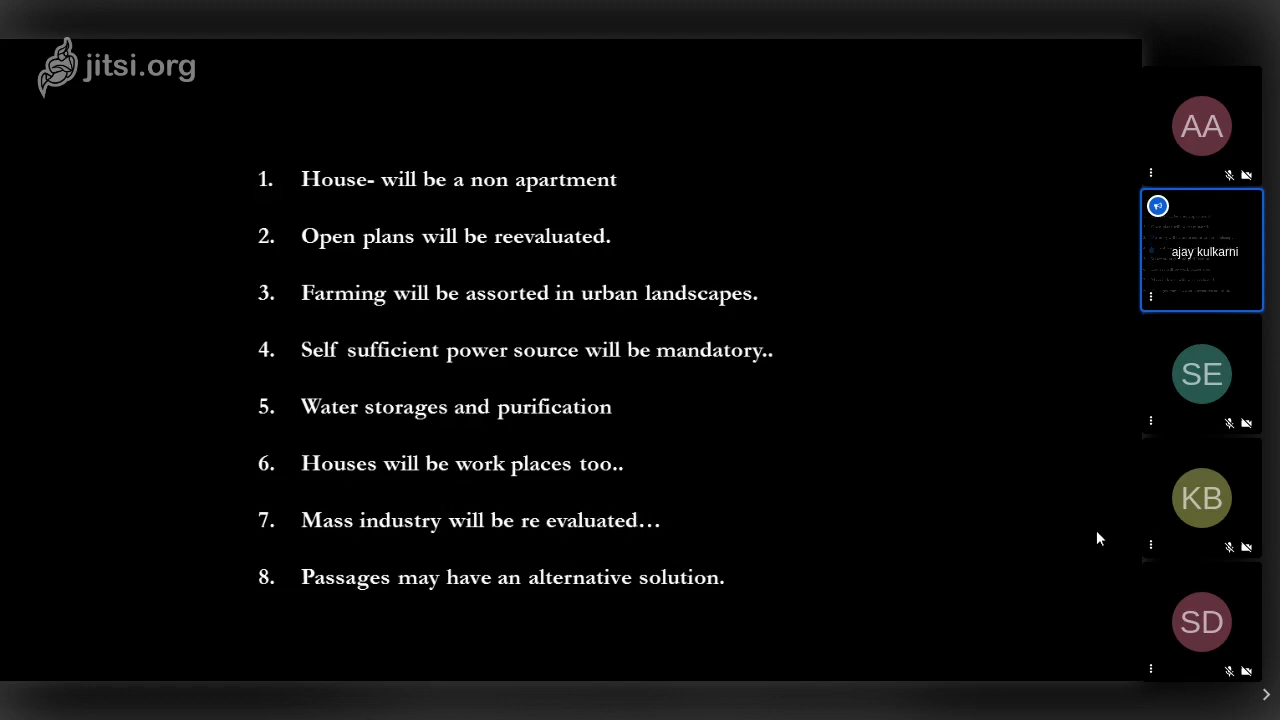 jitsi.org
1. House- will be a non apartment
2. Open plans will be reevaluated.
3. Farming will be assorted in urban landscapes.
4. Self sufficient power source will be mandatory..
5. Water storages and purification
6. Houses will be work places too..
7. Mass industry will be re evaluated…
8. Passages may have an alternative solution.
AA
ajay kulkarni
SE
KB
SD